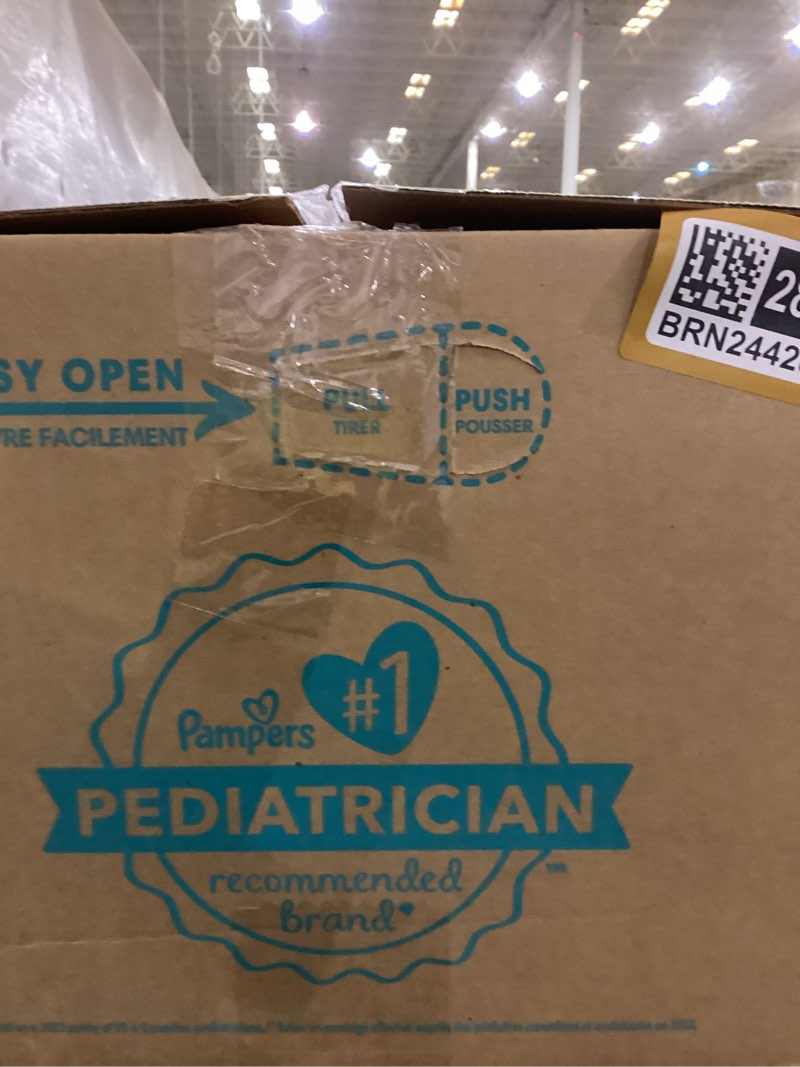 28
BRN2442
SY OPEN
RE FACILEMENT
PULL
TIRER
PUSH
POUSSER
#1
Pampers
PEDIATRICIAN
™
recommended
brand